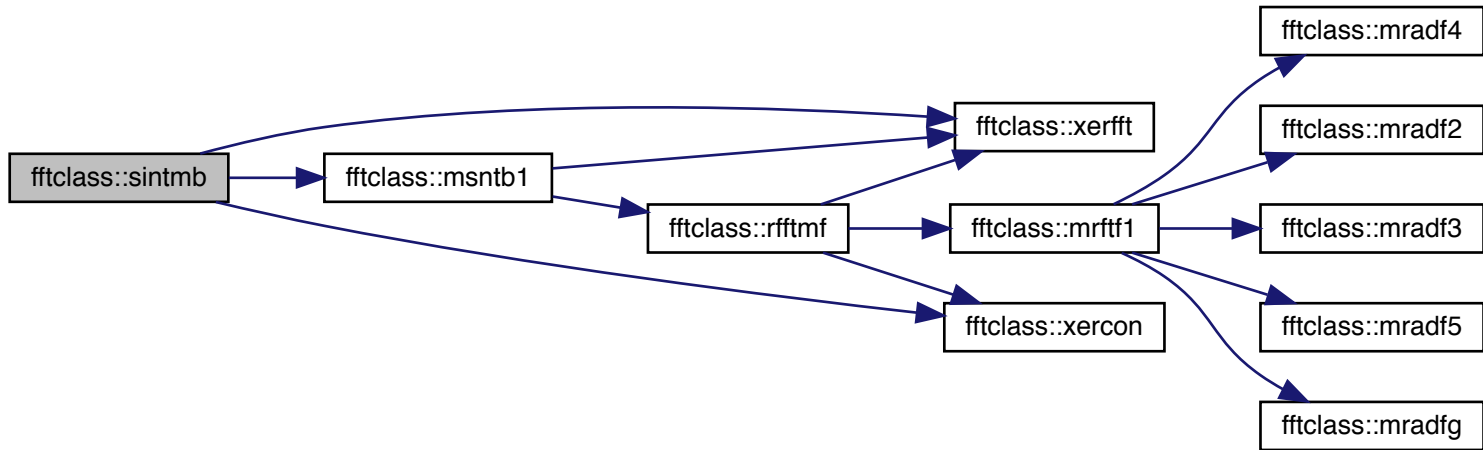 fftclass::mradf4
fftclass::xerfft
fftclass::mradf2
fftclass::sintmb
fftclass::msntb1
fftclass::rfftmf
fftclass::mrftf1
fftclass::mradf3
fftclass::xercon
fftclass::mradf5
fftclass::mradfg